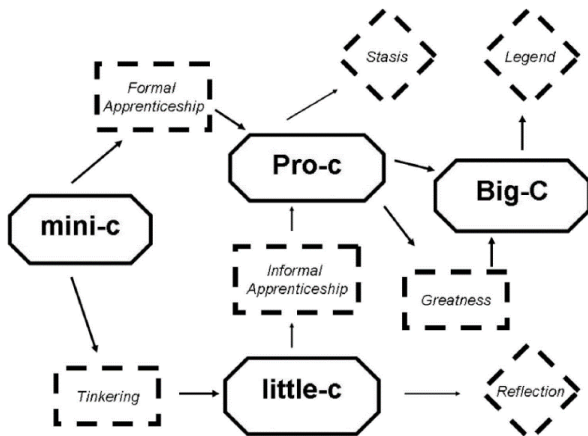 Stasis
Legend
Formal
Apprenticeship
Pro-c
Big-C
mini-c
Informal
Apprenticeship
Greatness
Tinkering
little-c
Reflection